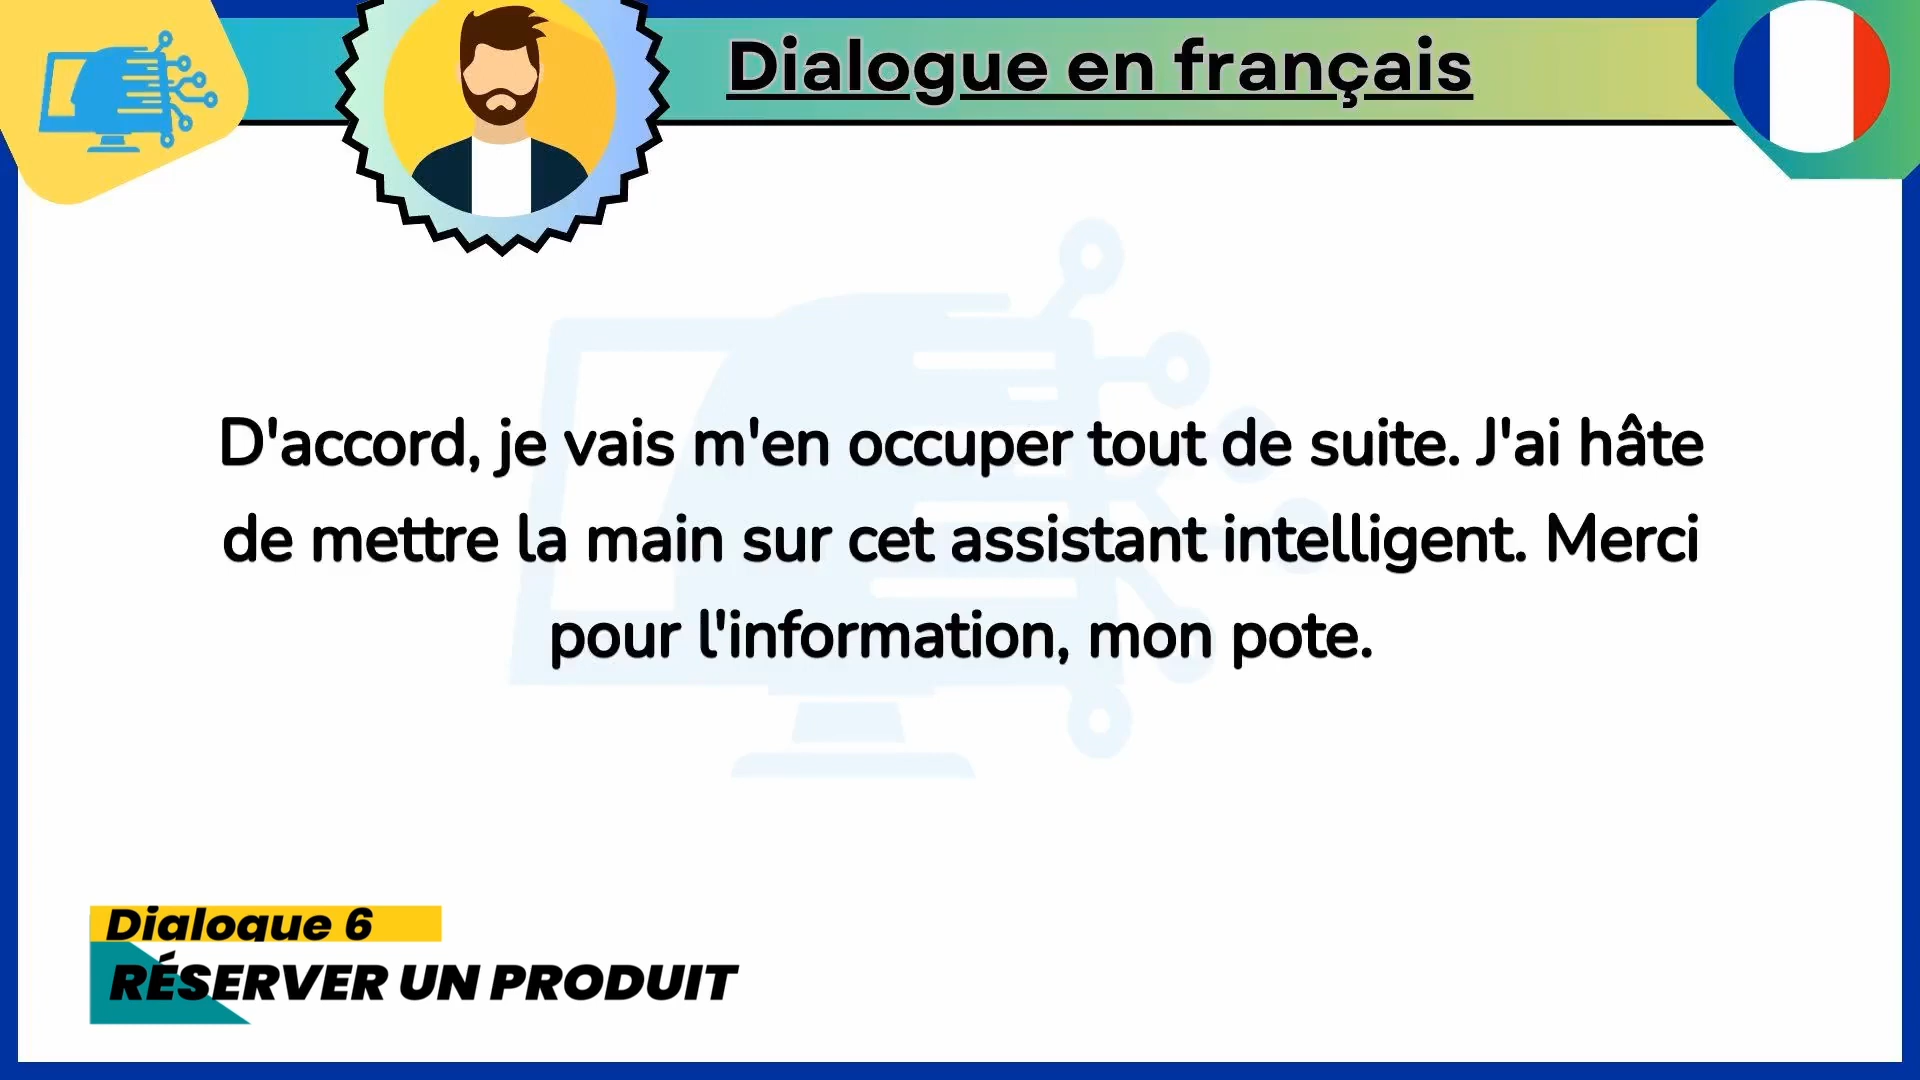 Dialogue en français
D'accord, je vais m'en occuper tout de suite. J'ai hâte
de mettre la main sur cet assistant intelligent. Merci
pour l'information, mon pote.
Dialogue 6
RÉSERVER UN PRODUIT